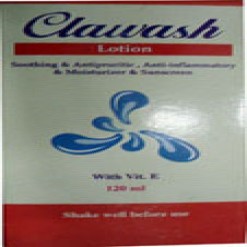 Clawash
Lotion
Soothing & Antipruritic , Anti-inflammatory
& Moisturizer & Sunscreen
With Vit. E
120 ml
Shake well before use